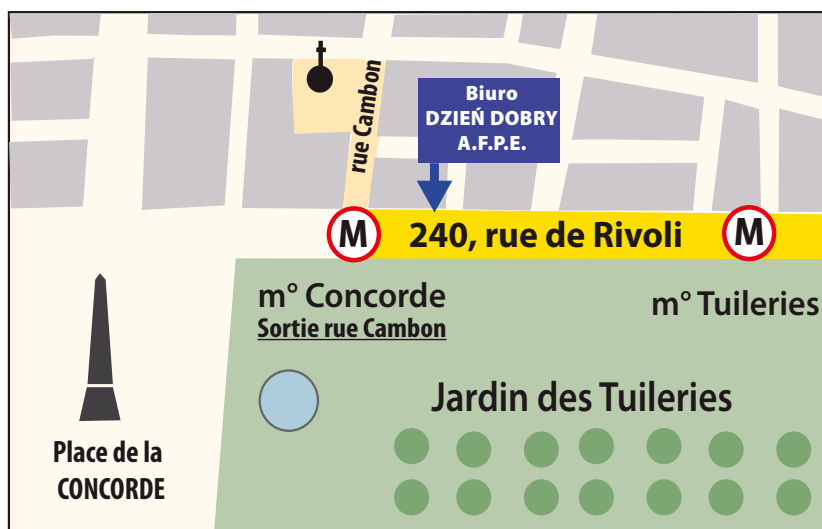 rue Cambon
Biuro
DZIEŃ DOBRY
A.F.P.E.
M
240, rue de Rivoli
M
m° Concorde
Sortie rue Cambon
m° Tuileries
Jardin des Tuileries
Place de la
CONCORDE